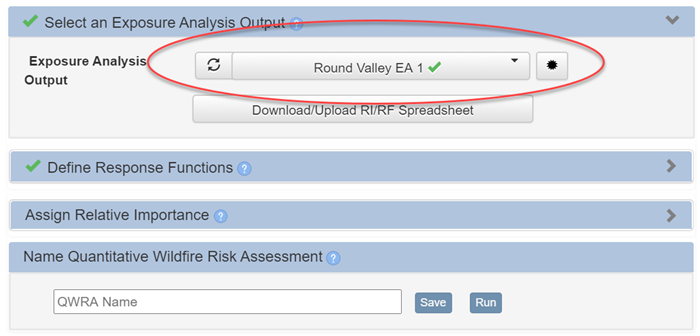 Select an Exposure Analysis Output ?
Exposure Analysis Output
Round Valley EA 1
Download/Upload RI/RF Spreadsheet
Define Response Functions ?
Assign Relative Importance ?
Name Quantitative Wildfire Risk Assessment ?
QWRA Name Save Run